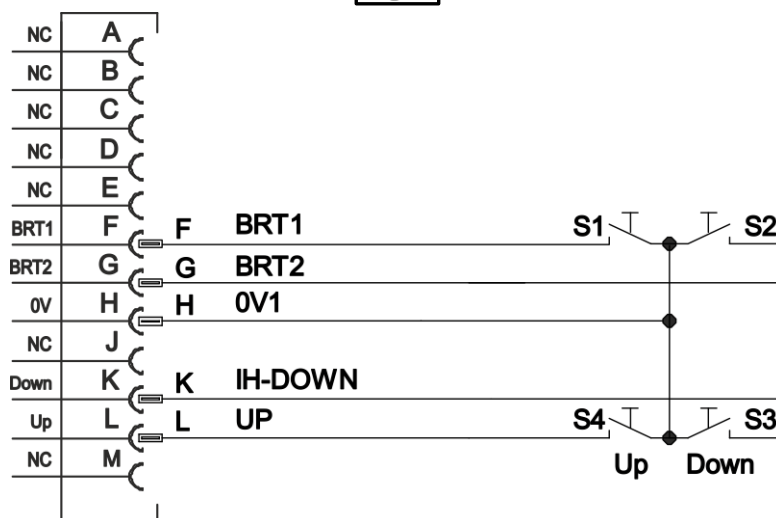 NC A
NC B
NC C
NC D
NC E
BRT1 F F BRT1 S1 S2
BRT2 G G BRT2
0V H H 0V1
NC J
Down K K IH-DOWN
Up L L UP S4 S3
NC M Up Down